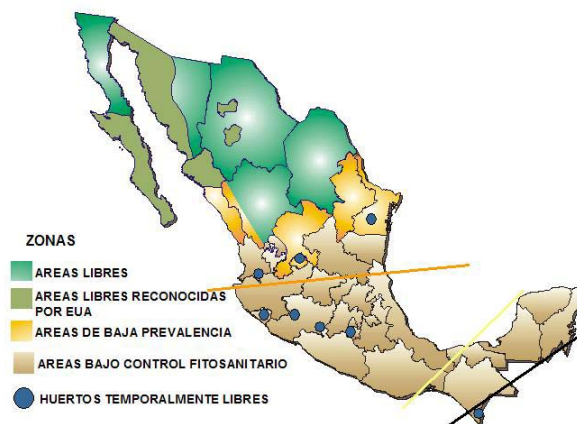 ZONAS
AREAS LIBRES
AREAS LIBRES RECONOCIDAS
POR EUA
AREAS DE BAJA PREVALENCIA
AREAS BAJO CONTROL FITOSANITARIO
HUERTOS TEMPORALMENTE LIBRES